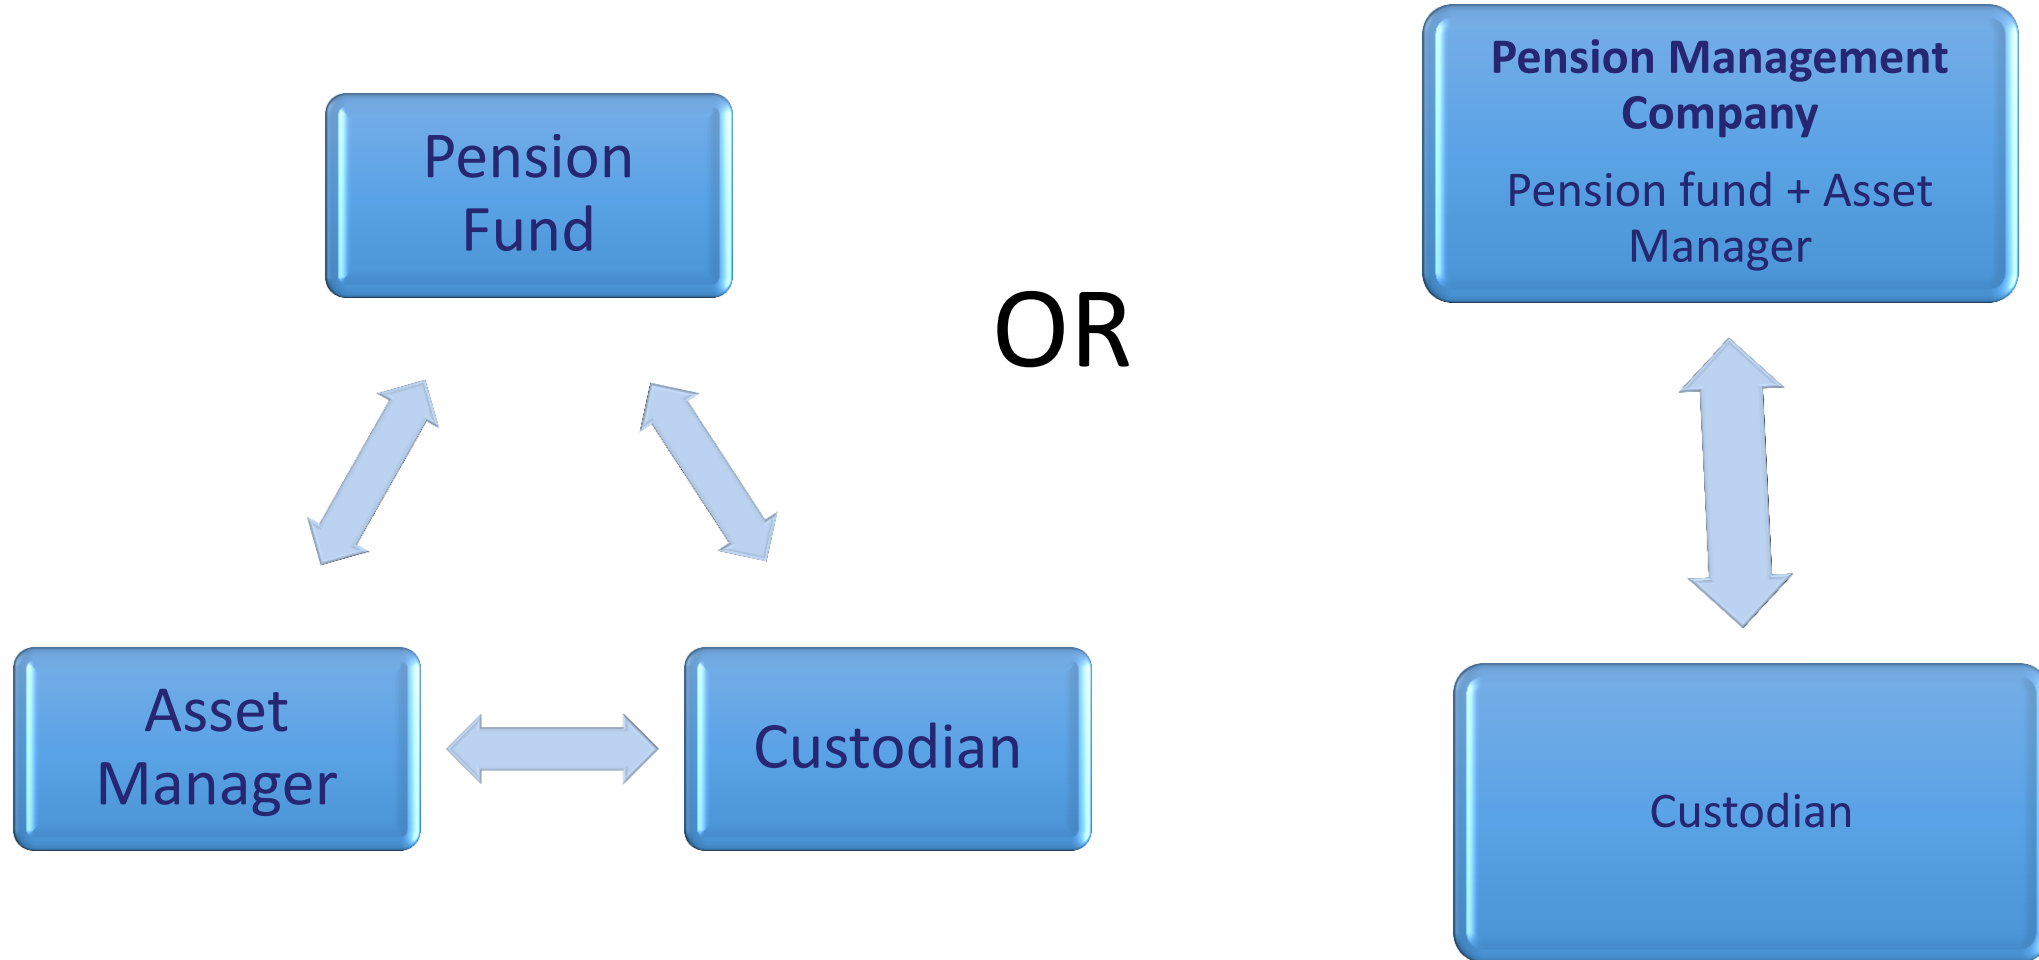 Pension
Fund
Asset
Manager
Custodian
OR
Pension Management
Company
Pension fund + Asset
Manager
Custodian